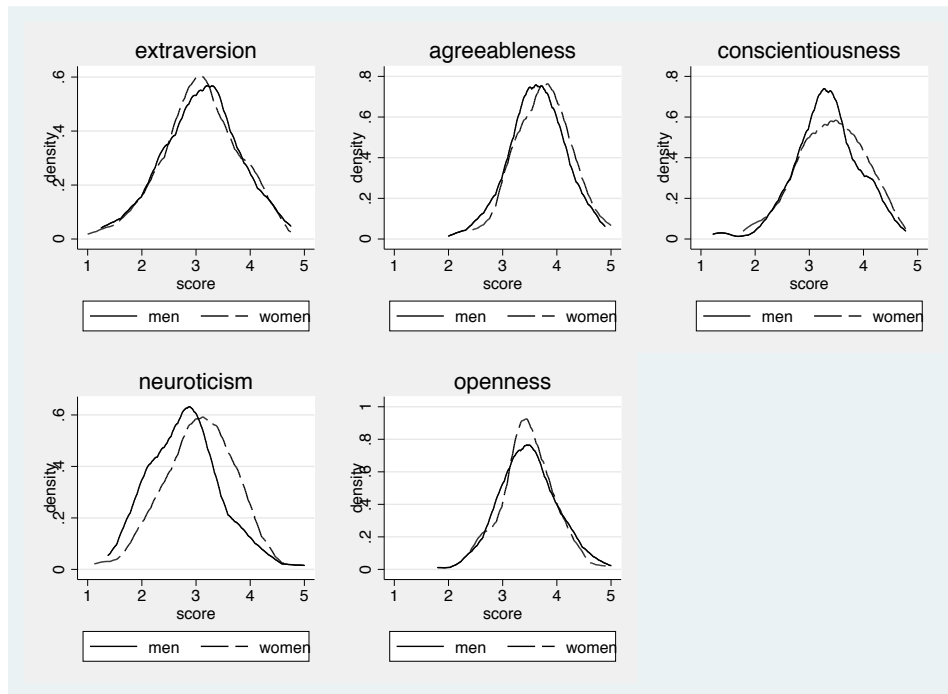 extraversion
.6
.4
.2
0
density
1 2 3 4 5
score
men women
agreeableness
.8
.6
.4
.2
0
density
1 2 3 4 5
score
men women
conscientiousness
.8
.6
.4
.2
0
density
1 2 3 4 5
score
men women
neuroticism
.6
.4
.2
0
density
1 2 3 4 5
score
men women
openness
1
.8
.6
.4
.2
0
density
1 2 3 4 5
score
men women